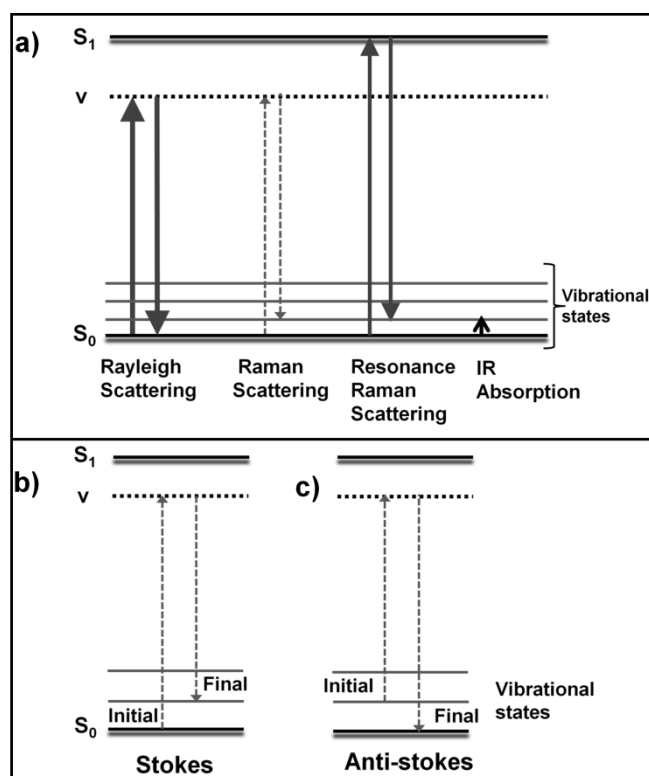 a)
S1
v
Vibrational
states
S0
Rayleigh
Scattering
Raman
Scattering
Resonance
Raman
Scattering
IR
Absorption
b)
S1
v
Final
Initial
S0
Stokes
c)
Initial
Final
Vibrational
states
Anti-stokes